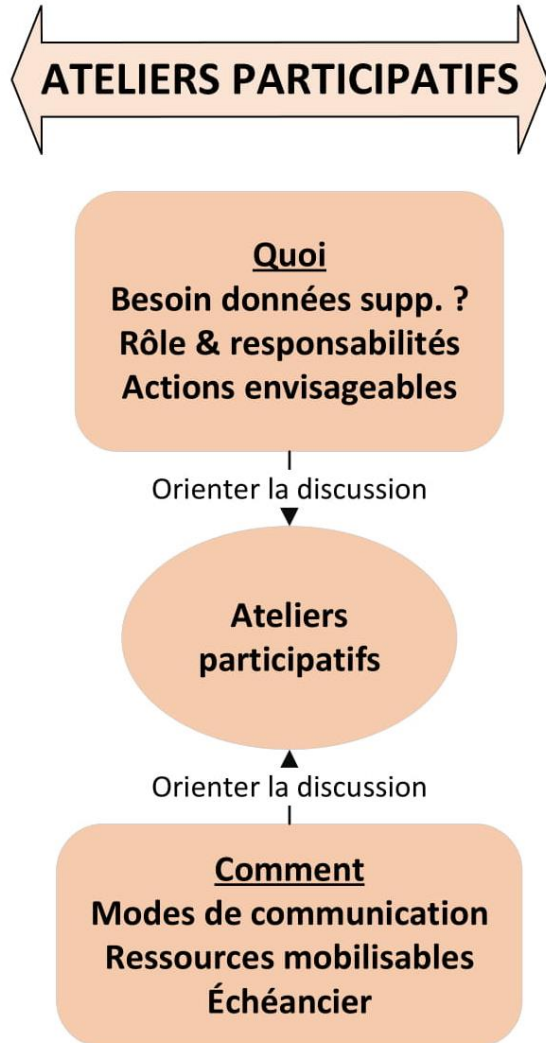 ATELIERS PARTICIPATIFS
Quoi
Besoin données supp. ?
Rôle & responsabilités
Actions envisageables
Orienter la discussion
Ateliers
participatifs
Orienter la discussion
Comment
Modes de communication
Ressources mobilisables
Échéancier